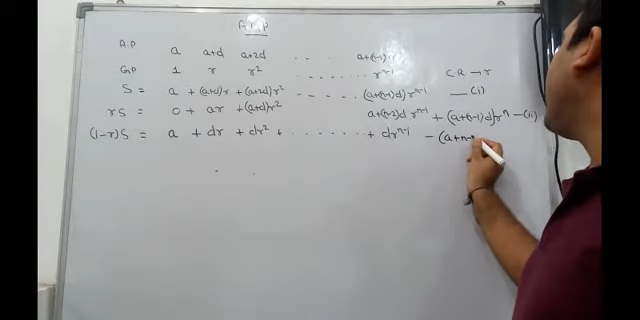 A.G.P
A.P a a+d a+2d .. .. .. a+(n-1)d
GP 1 r r² ........ rⁿ⁻¹ C.R → r
S = a + (a+d)r + (a+2d)r² ------- (a+(n-1)d) rⁿ⁻¹ — (i)
rS = 0 + ar + (a+d)r² a+(n-2)d rⁿ⁻¹ + (a+(n-1)d)rⁿ — (ii)
(1-r)S = a + dr + dr² + ....... + drⁿ⁻¹ - (a+n-